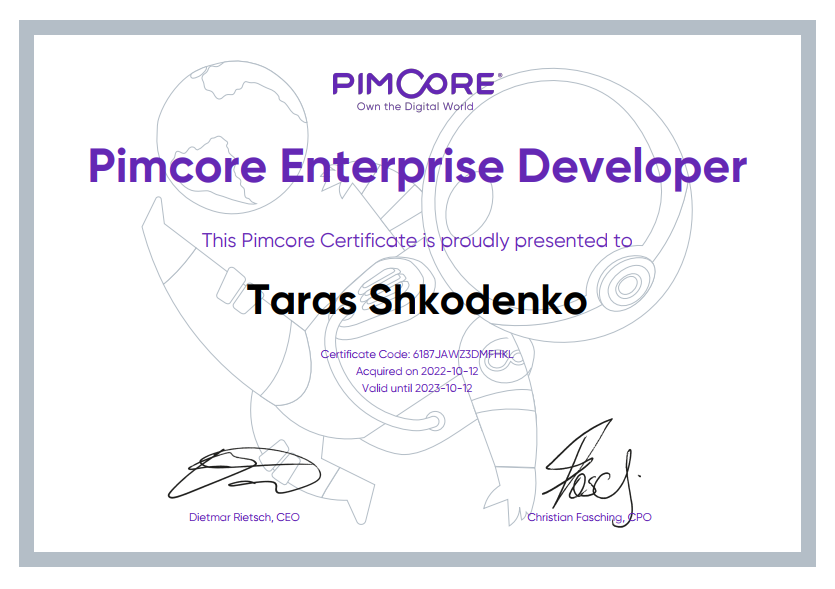 PIMCORE®
Own the Digital World
Pimcore Enterprise Developer
This Pimcore Certificate is proudly presented to
Taras Shkodenko
Certificate Code: 6187JAWZ3DMFHKL
Acquired on 2022-10-12
Valid until 2023-10-12
Dietmar Rietsch, CEO
Christian Fasching, CPO